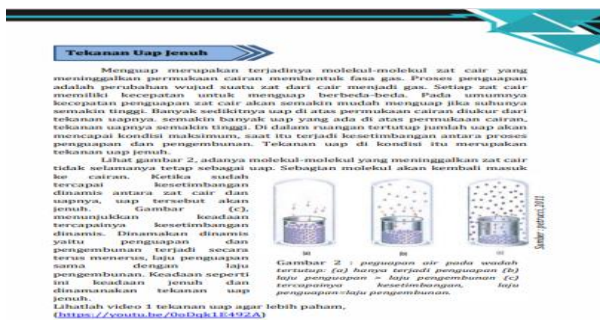 Tekanan Uap Jenuh
Menguap merupakan terjadinya molekul-molekul zat cair yang
meninggalkan permukaan cairan membentuk fasa gas. Proses penguapan
adalah perubahan wujud suatu zat dari cair menjadi gas. Setiap zat cair
memiliki kecepatan untuk menguap berbeda-beda. Pada umumnya
kecepatan penguapan zat cair akan semakin mudah menguap jika suhunya
semakin tinggi. Banyak sedikitnya uap di atas permukaan cairan diukur dari
tekanan uapnya. semakin banyak uap yang ada di atas permukaan cairan,
tekanan uapnya semakin tinggi. Di dalam ruangan tertutup jumlah uap akan
mencapai kondisi maksimum, saat itu terjadi kesetimbangan antara proses
penguapan dan pengembunan. Tekanan uap di kondisi itu merupakan
tekanan uap jenuh.
Lihat gambar 2, adanya molekul-molekul yang meninggalkan zat cair
tidak selamanya tetap sebagai uap. Sebagian molekul akan kembali masuk
ke cairan. Ketika sudah
tercapai kesetimbangan
dinamis antara zat cair dan
uapnya, uap tersebut akan
jenuh. Gambar (c),
menunjukkan keadaan
tercapainya kesetimbangan
dinamis. Dinamakan dinamis
yaitu penguapan dan
pengembunan terjadi secara
terus menerus, laju penguapan
sama dengan laju
pengembunan. Keadaan seperti
ini keadaan jenuh dan
dinamanakan tekanan uap
jenuh.
(a)
(b)
(c)
Sumber : petrucci, 2011
Gambar 2 : peguapan air pada wadah
tertutup: (a) hanya terjadi penguapan (b)
laju penguapan = laju pengembunan (c)
tercapainya kesetimbangan, laju
penguapan=laju pengembunan.
Lihatlah video 1 tekanan uap agar lebih paham,
(https://youtu.be/0oDqk1E492A)